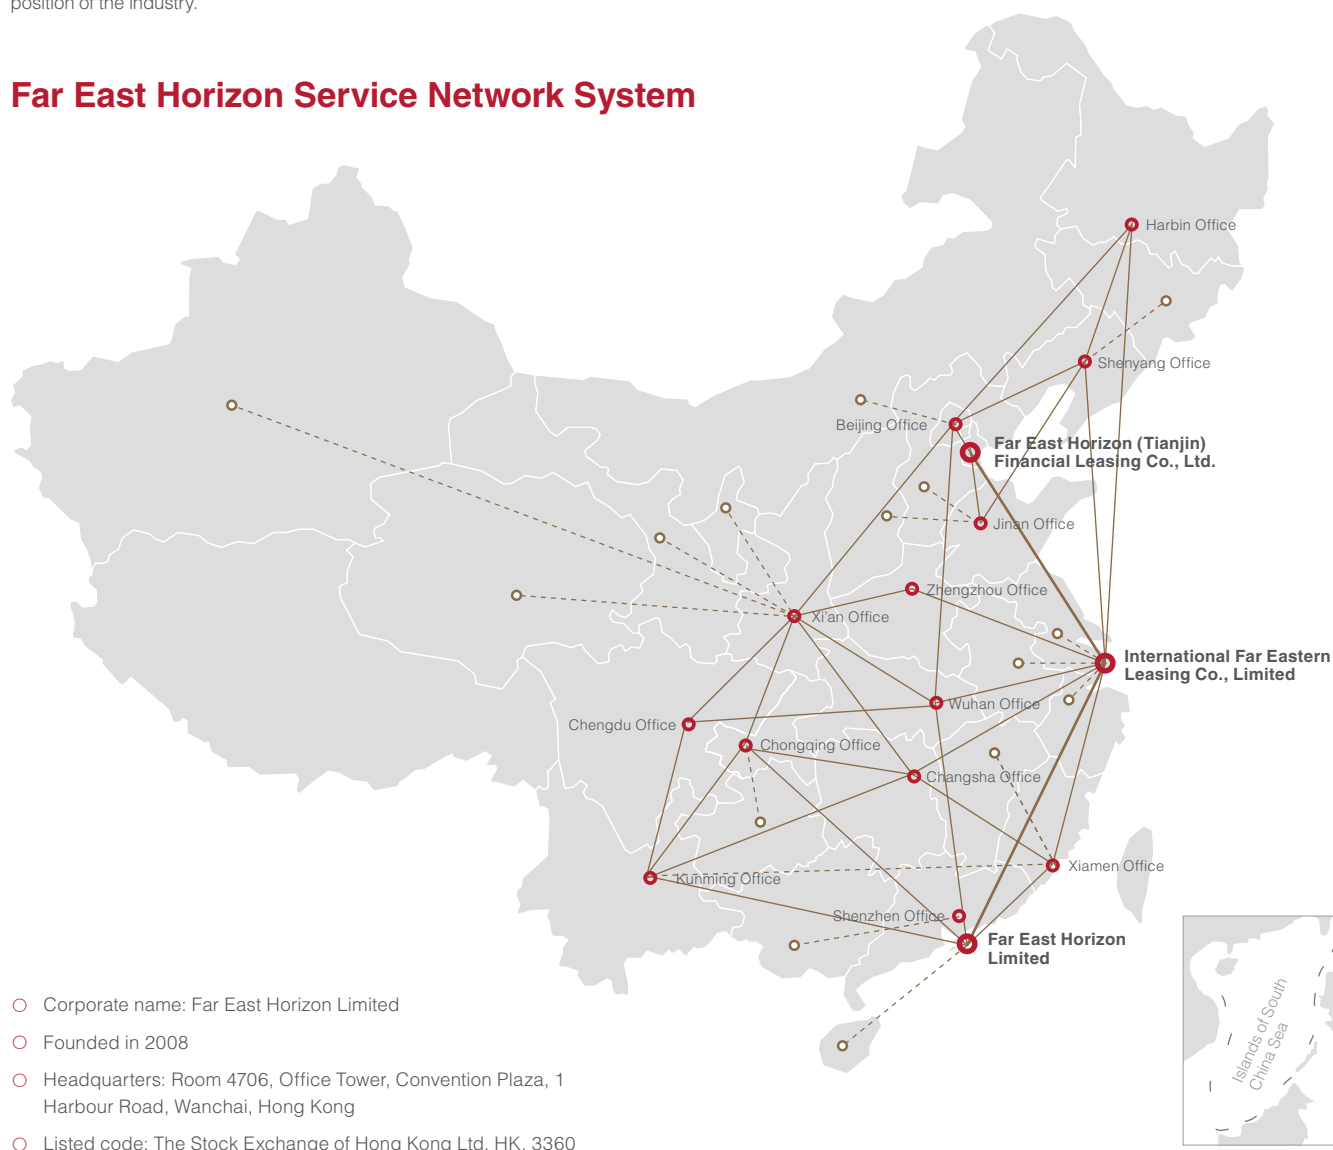 position of the industry.
Far East Horizon Service Network System
Harbin Office
Shenyang Office
Beijing Office
Far East Horizon (Tianjin)
Financial Leasing Co., Ltd.
Jinan Office
Zhengzhou Office
Xi'an Office
International Far Eastern
Leasing Co., Limited
Wuhan Office
Chengdu Office
Chongqing Office
Changsha Office
Xiamen Office
Kunming Office
Shenzhen Office
Far East Horizon
Limited
Islands of South
China Sea
Corporate name: Far East Horizon Limited
Founded in 2008
Headquarters: Room 4706, Office Tower, Convention Plaza, 1
Harbour Road, Wanchai, Hong Kong
Listed code: The Stock Exchange of Hong Kong Ltd. HK. 3360